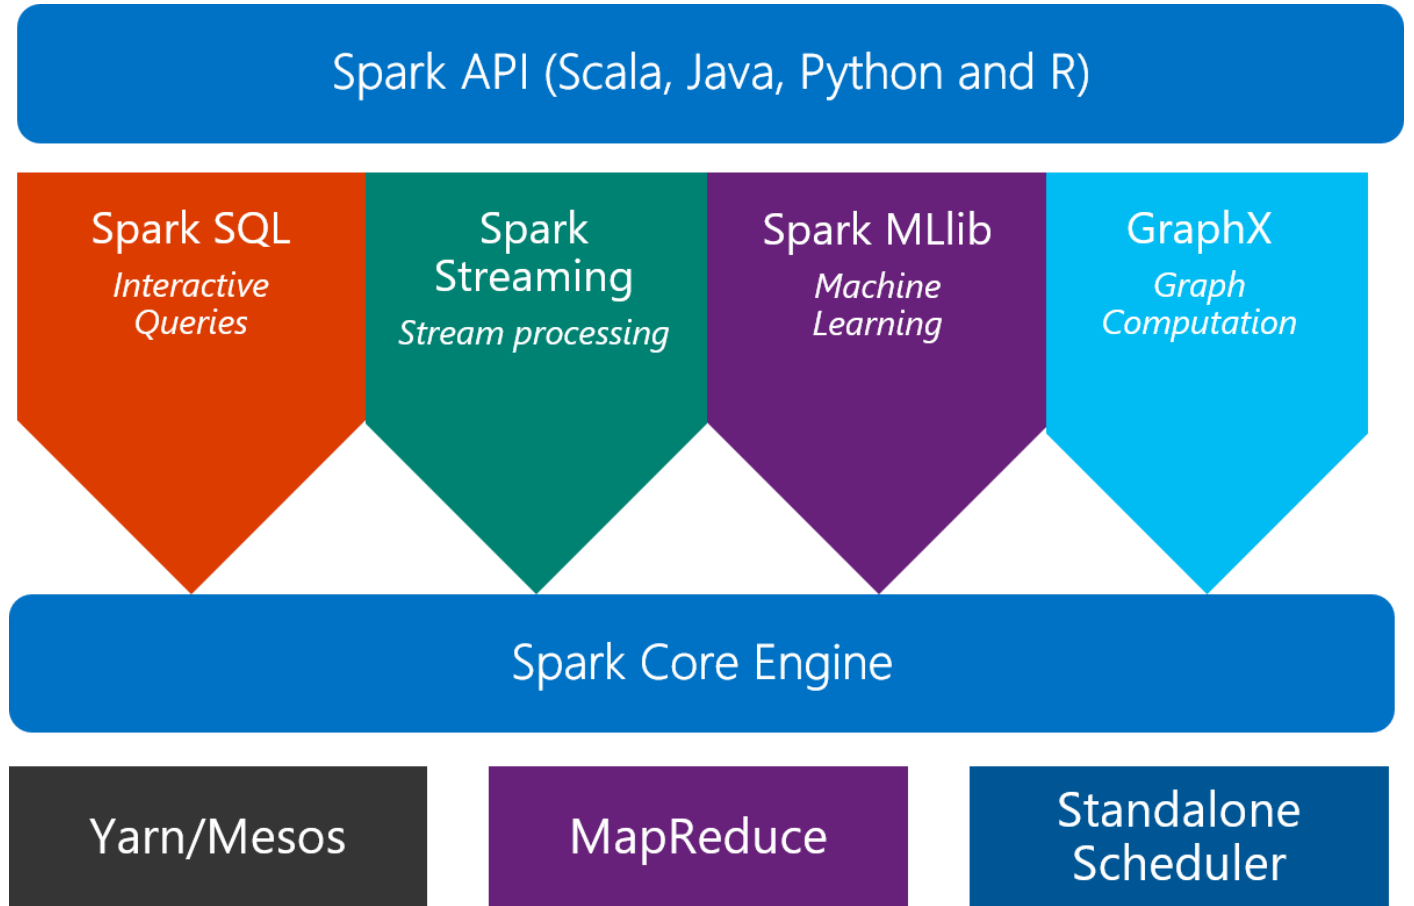 Spark API (Scala, Java, Python and R)
Spark SQL
Interactive
Queries
Spark
Streaming
Stream processing
Spark MLlib
Machine
Learning
GraphX
Graph
Computation
Spark Core Engine
Yarn/Mesos
MapReduce
Standalone
Scheduler